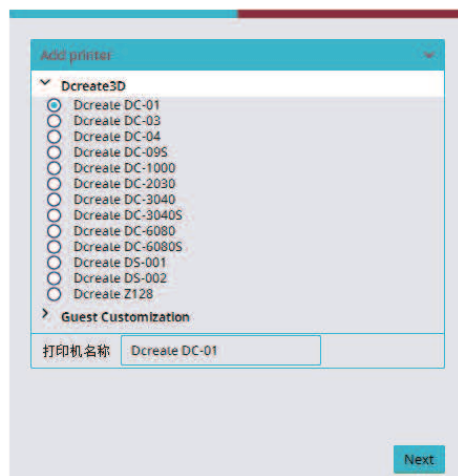 Add printer
Dcreate3D
Dcreate DC-01
Dcreate DC-03
Dcreate DC-04
Dcreate DC-09S
Dcreate DC-1000
Dcreate DC-2030
Dcreate DC-3040
Dcreate DC-3040S
Dcreate DC-6080
Dcreate DC-6080S
Dcreate DS-001
Dcreate DS-002
Dcreate Z128
Guest Customization
打印机名称 Dcreate DC-01
Next